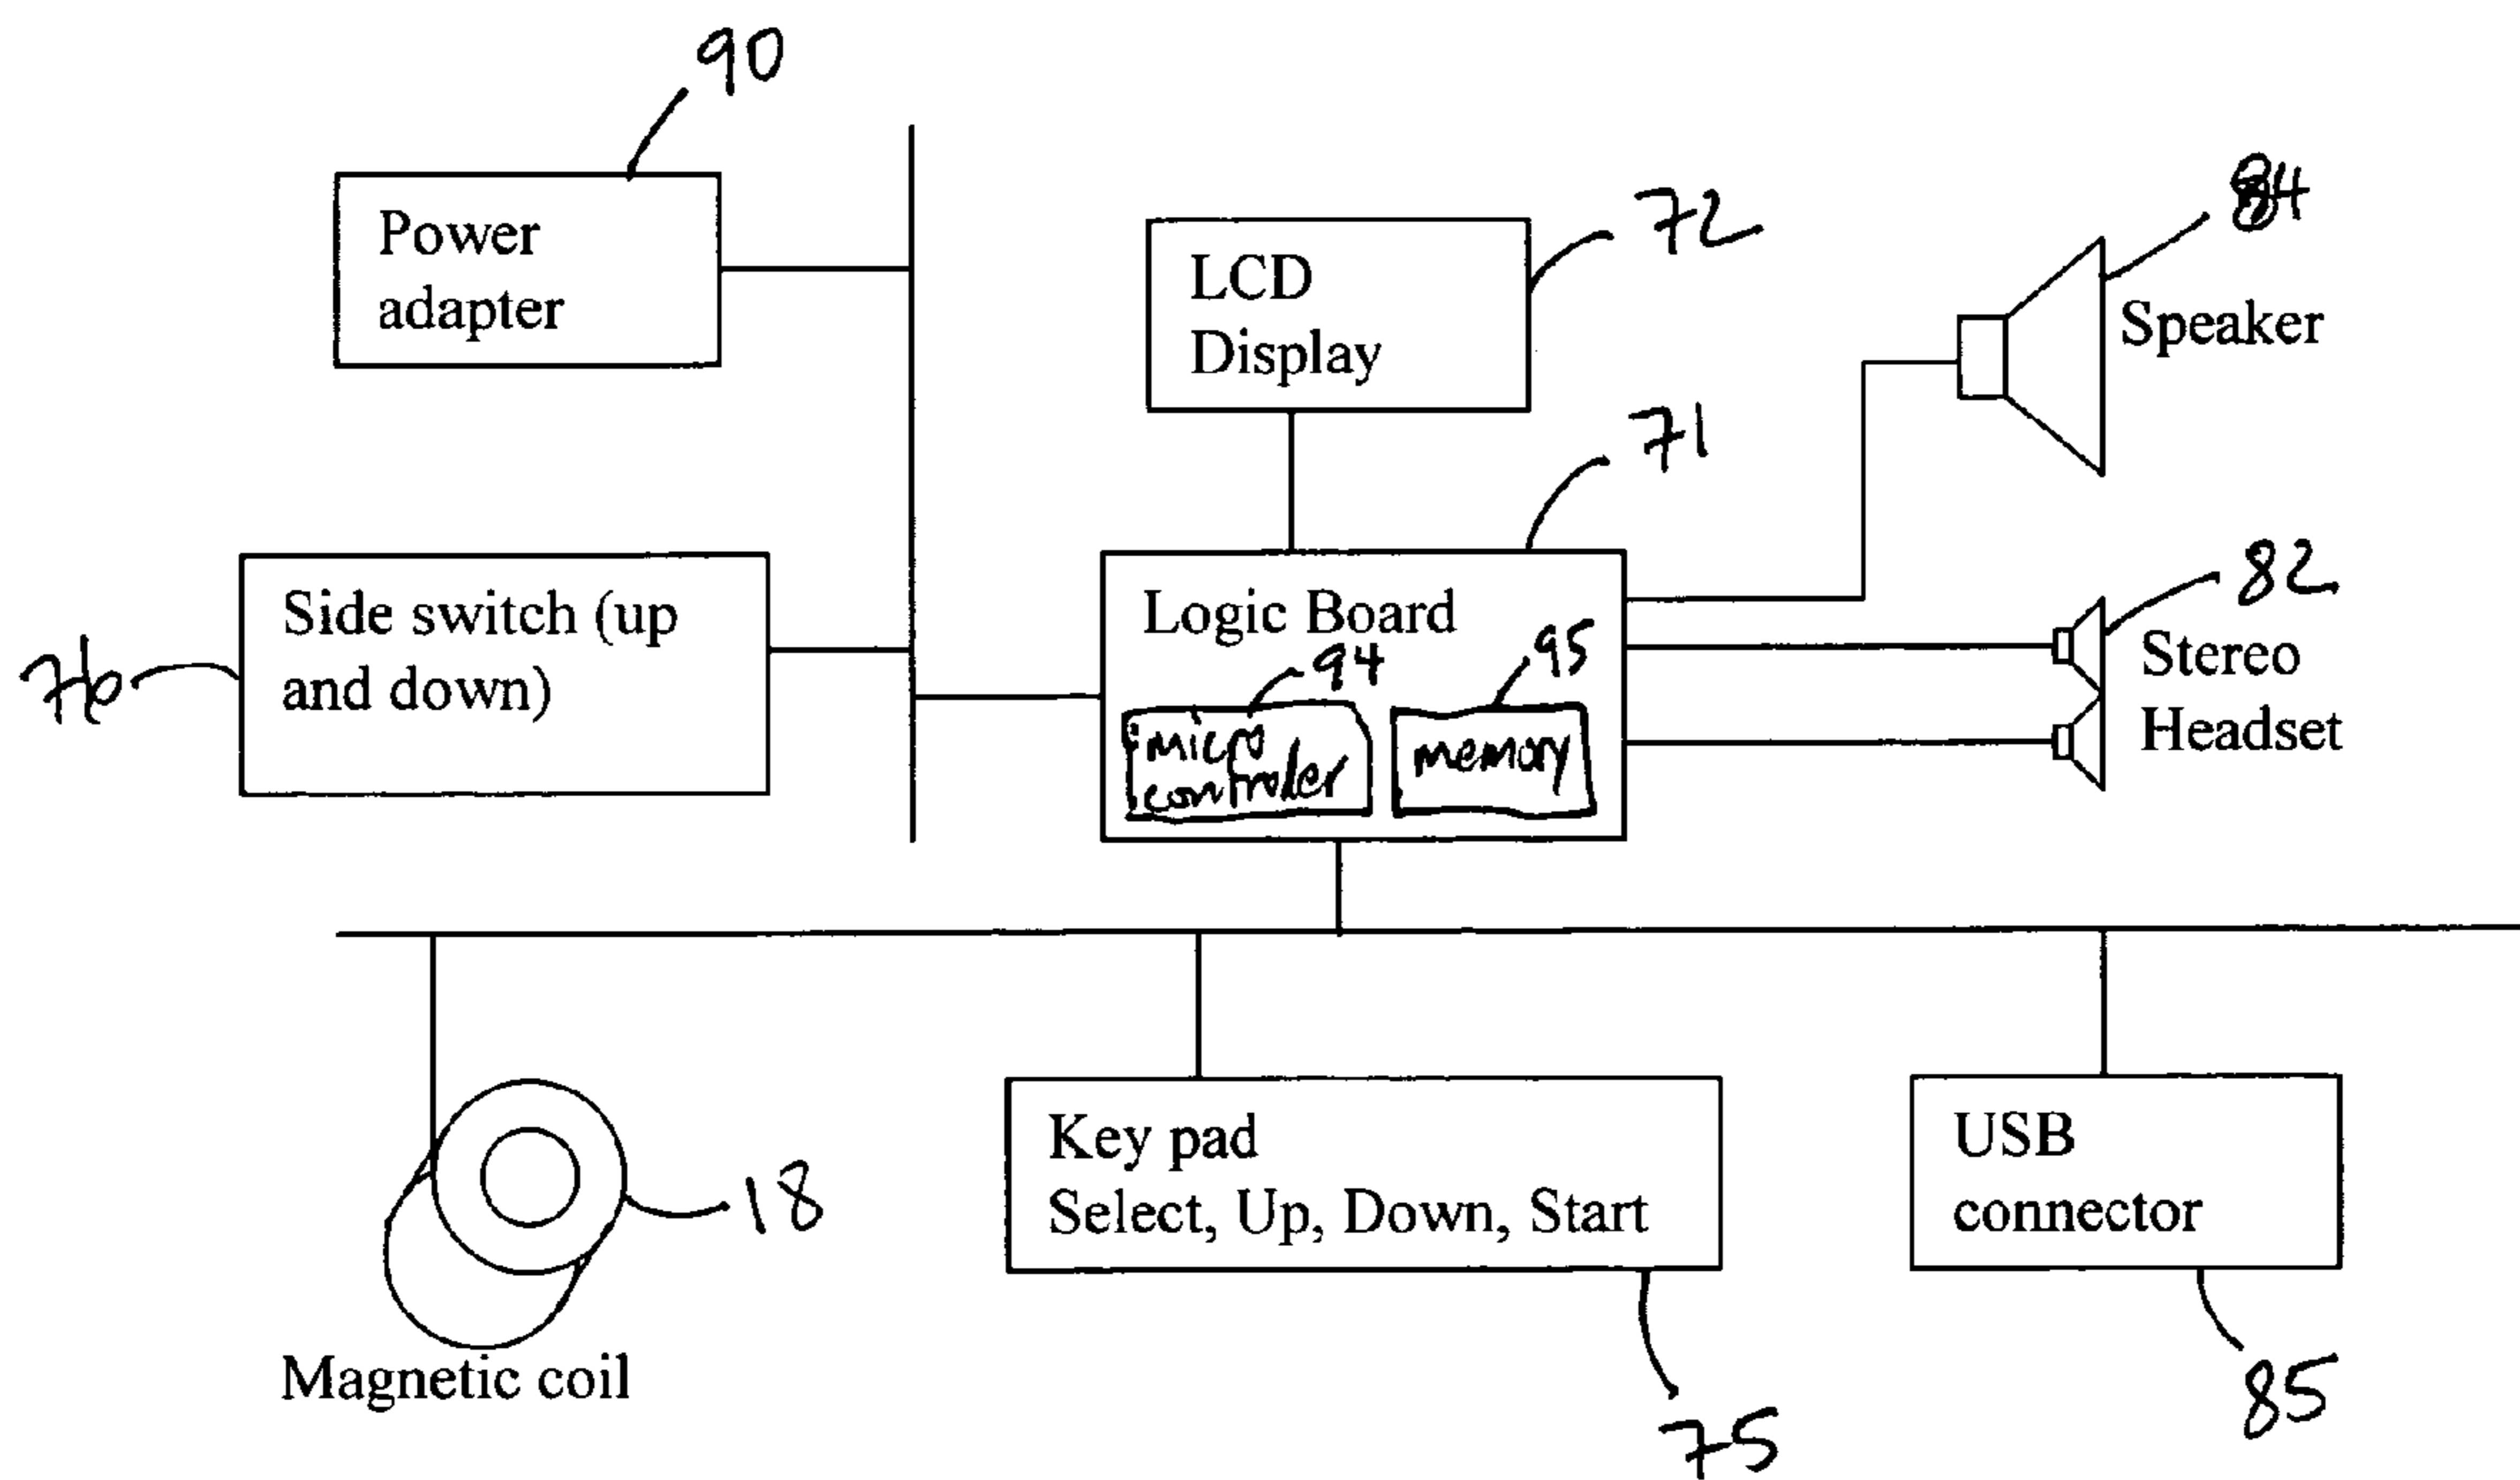 90
Power
adapter
72
LCD
Display
84
Speaker
71
Side switch (up
and down)
76
Logic Board
94
95
micro
controler
memory
82
Stereo
Headset
18
Magnetic coil
Key pad
Select, Up, Down, Start
75
USB
connector
85